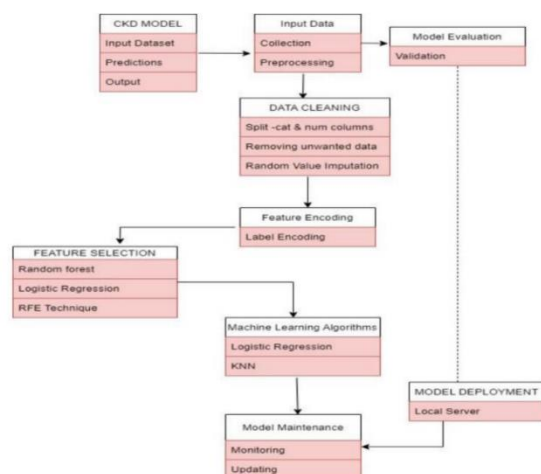 CKD MODEL
Input Dataset
Predictions
Output
Input Data
Collection
Preprocessing
Model Evaluation
Validation
DATA CLEANING
Split -cat & num columns
Removing unwanted data
Random Value Imputation
Feature Encoding
Label Encoding
FEATURE SELECTION
Random forest
Logistic Regression
RFE Technique
Machine Learning Algorithms
Logistic Regression
KNN
MODEL DEPLOYMENT
Local Server
Model Maintenance
Monitoring
Updating